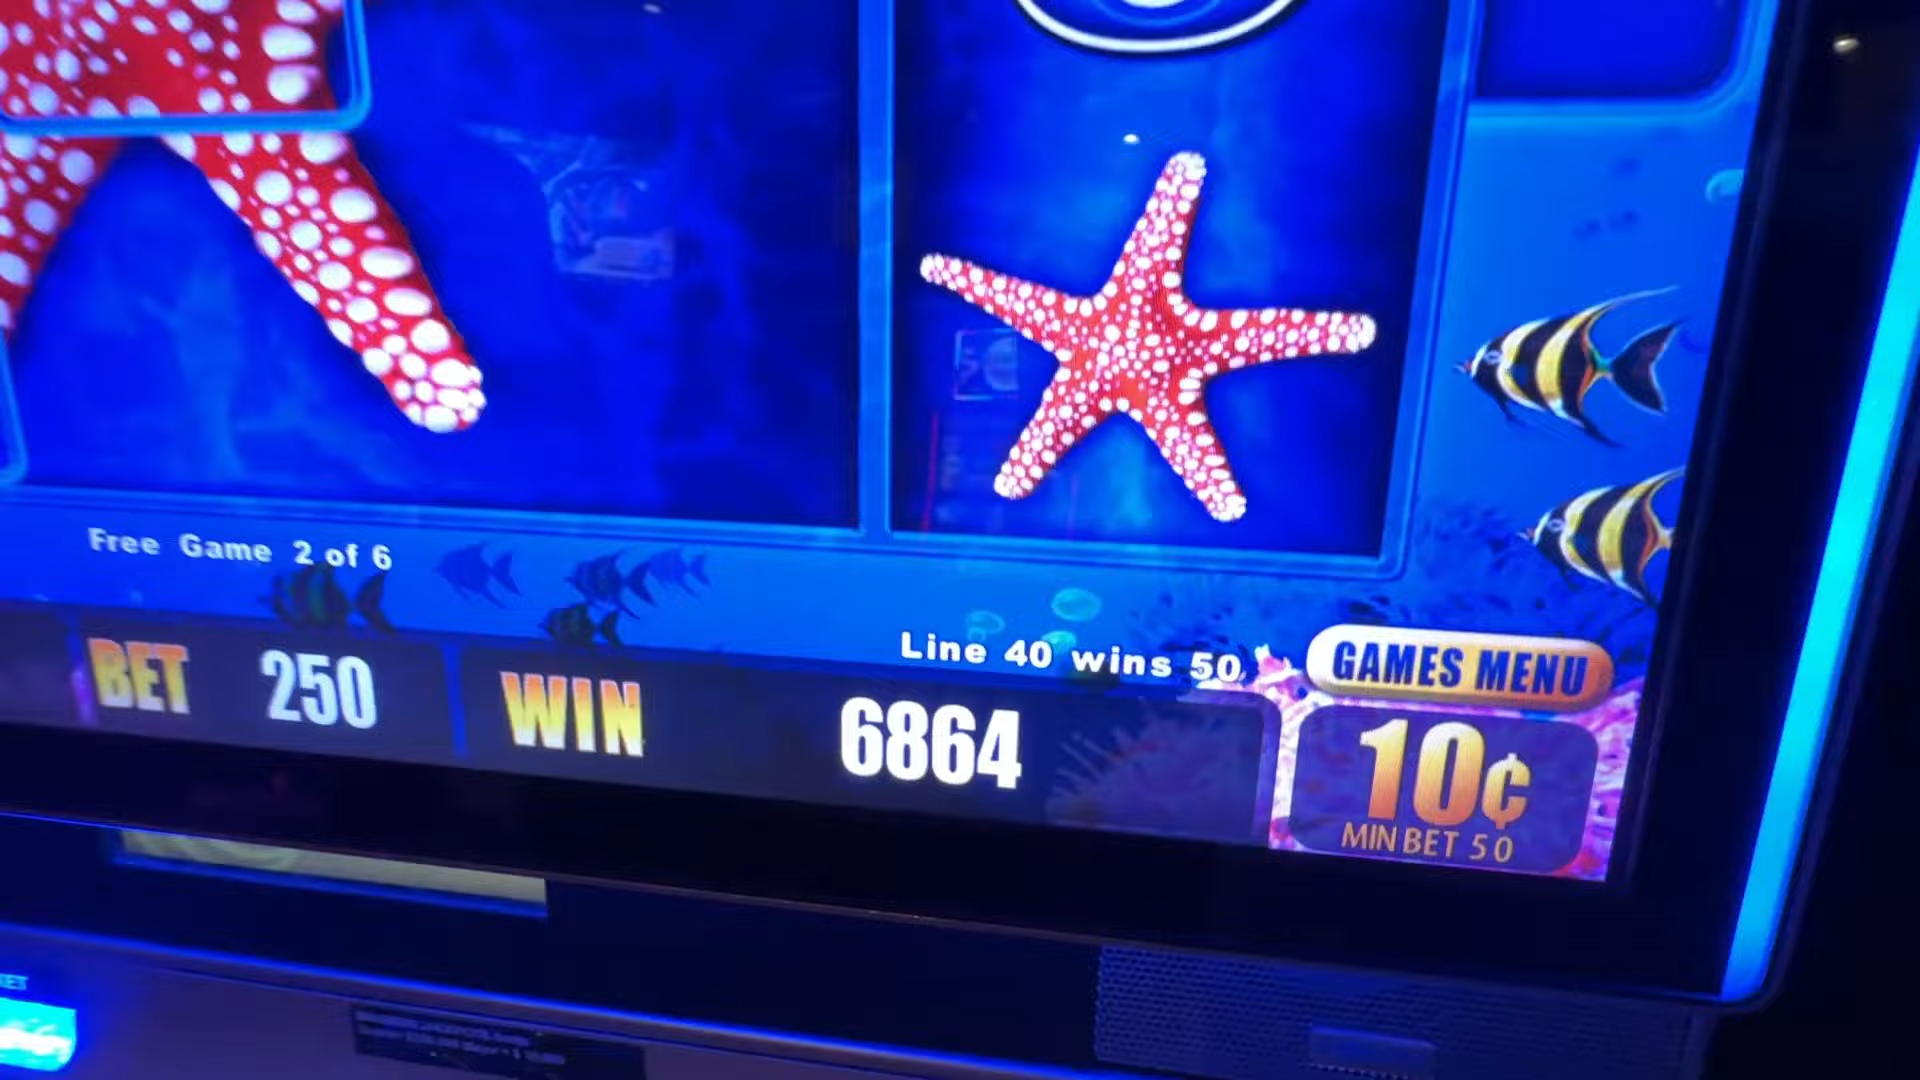 Free Game 2 of 6
Line 40 wins 50
GAMES MENU
BET 250
WIN 6864
10¢
MIN BET 50